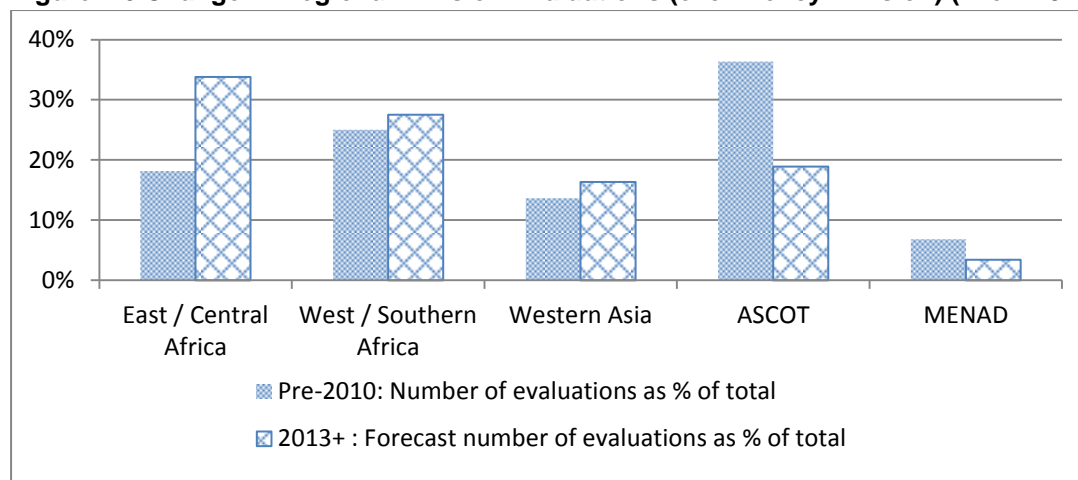 40%
30%
20%
10%
0%
East / Central
Africa
West / Southern
Africa
Western Asia
ASCOT
MENAD
Pre-2010: Number of evaluations as % of total
2013+ : Forecast number of evaluations as % of total